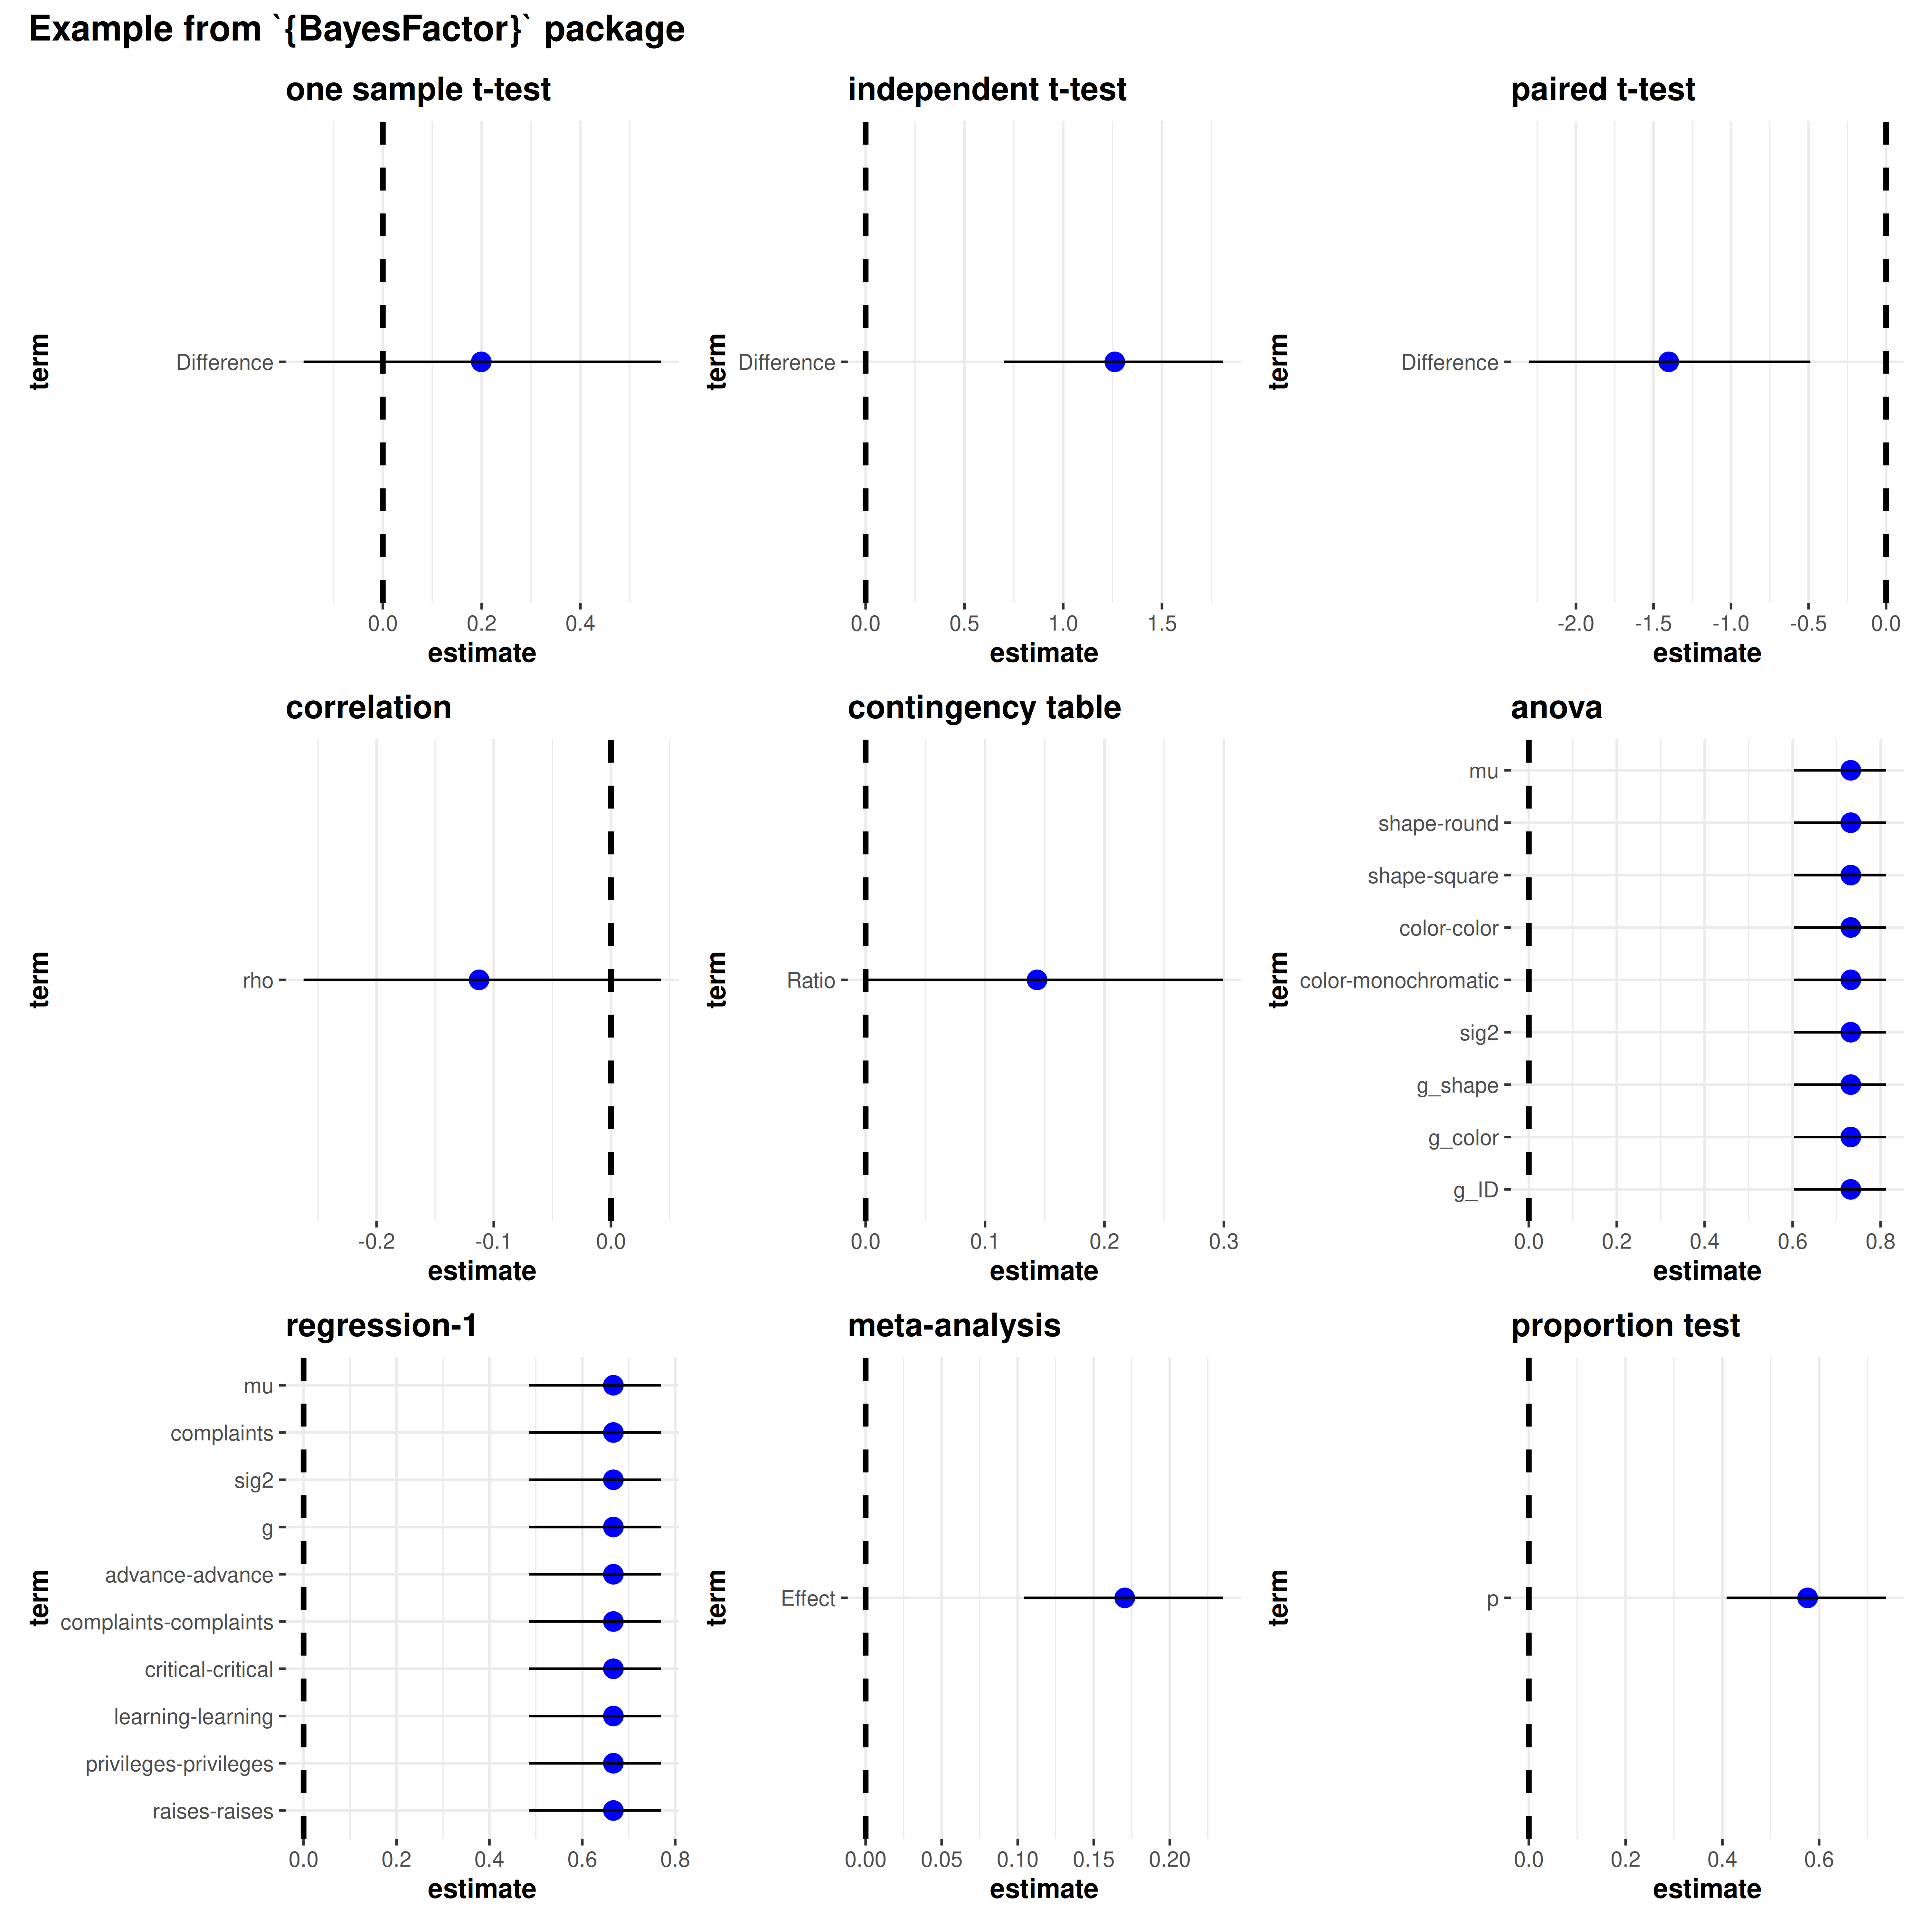 Example from `{BayesFactor}` package
one sample t-test
term
Difference
0.0 0.2 0.4
estimate
independent t-test
term
Difference
0.0 0.5 1.0 1.5
estimate
paired t-test
term
Difference
-2.0 -1.5 -1.0 -0.5 0.0
estimate
correlation
term
rho
-0.2 -0.1 0.0
estimate
contingency table
term
Ratio
0.0 0.1 0.2 0.3
estimate
anova
term
mu
shape-round
shape-square
color-color
color-monochromatic
sig2
g_shape
g_color
g_ID
0.0 0.2 0.4 0.6 0.8
estimate
regression-1
term
mu
complaints
sig2
g
advance-advance
complaints-complaints
critical-critical
learning-learning
privileges-privileges
raises-raises
0.0 0.2 0.4 0.6 0.8
estimate
meta-analysis
term
Effect
0.00 0.05 0.10 0.15 0.20
estimate
proportion test
term
p
0.0 0.2 0.4 0.6
estimate